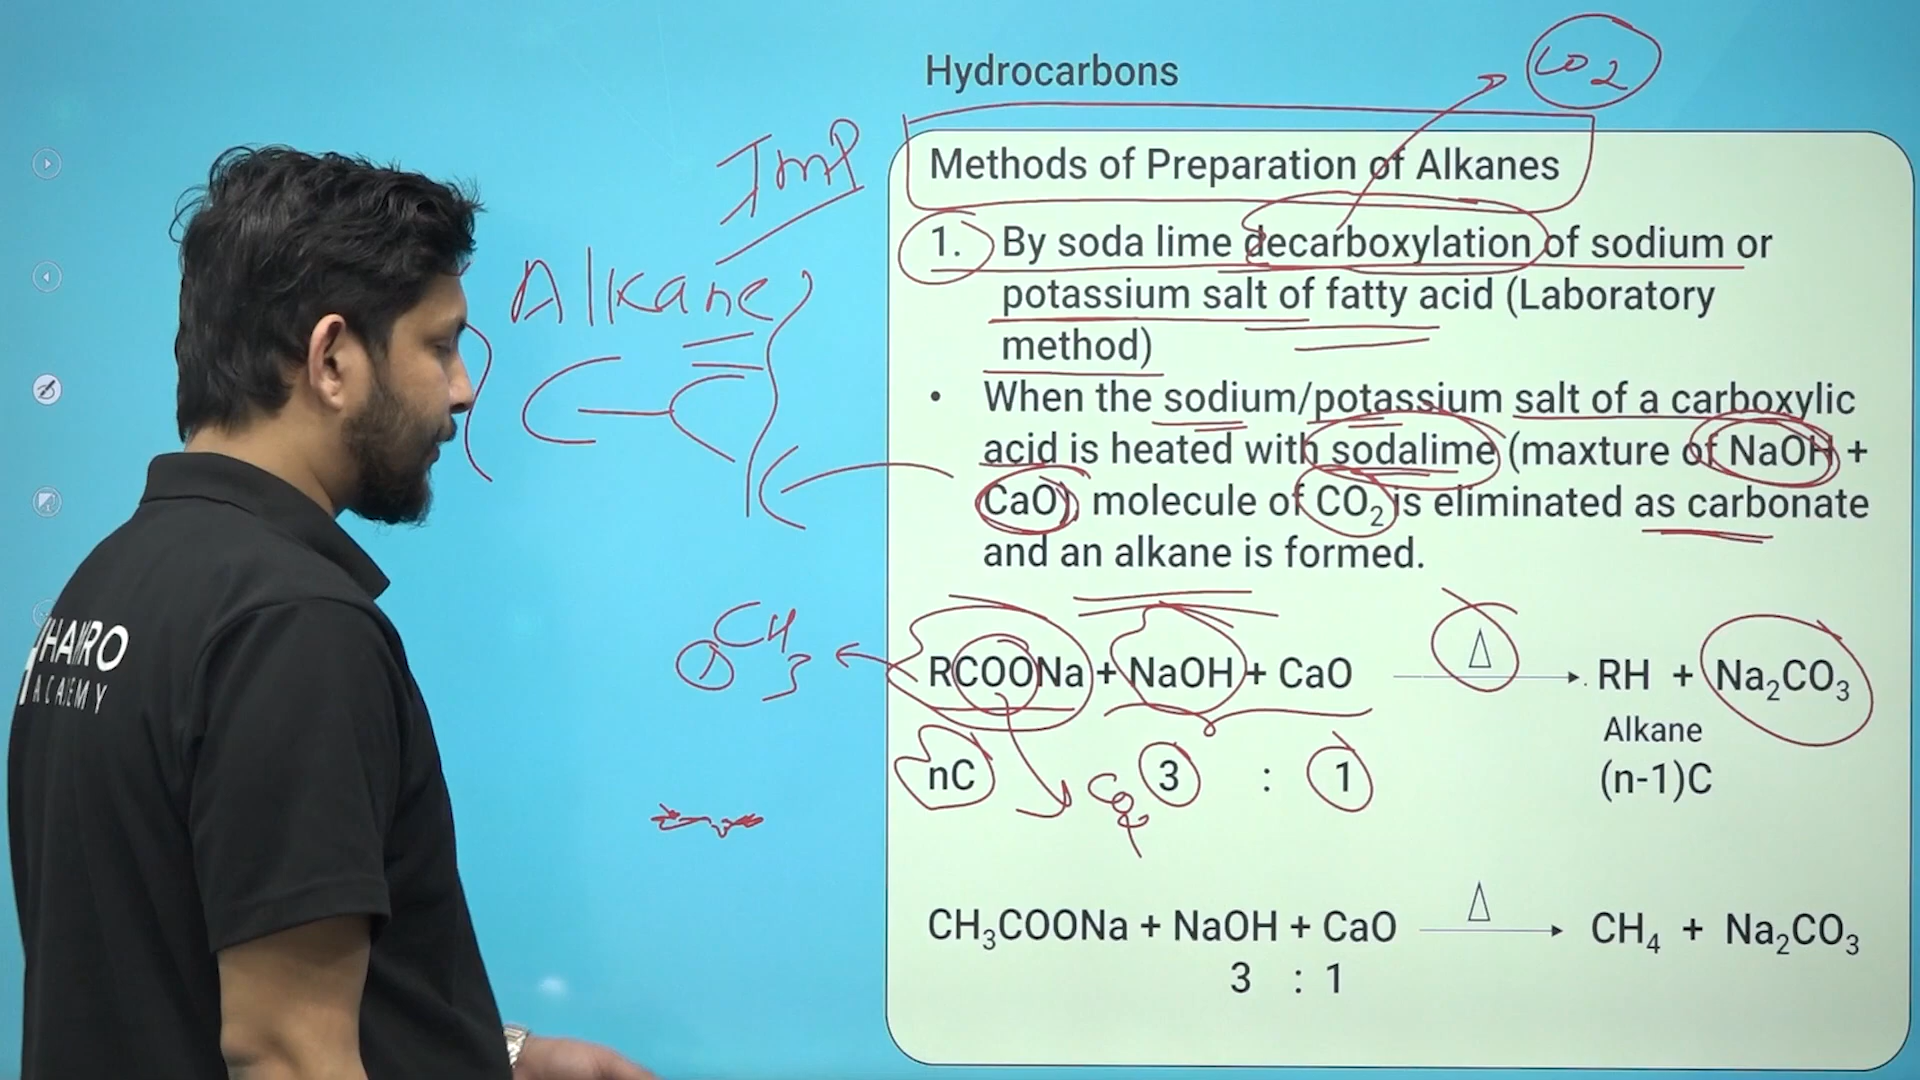 Hydrocarbons
CO2
Imp
Methods of Preparation of Alkanes
1. By soda lime decarboxylation of sodium or
potassium salt of fatty acid (Laboratory
method)
Alkane
C-C
C
• When the sodium/potassium salt of a carboxylic
acid is heated with sodalime (maxture of NaOH +
CaO), molecule of CO₂ is eliminated as carbonate
and an alkane is formed.
1 CH3
RCOONa + NaOH + CaO Δ RH + Na₂CO₃
Alkane
nC 3 : 1 (n-1)C
CH₃COONa + NaOH + CaO Δ CH₄ + Na₂CO₃
3 : 1
HAMRO
ACADEMY